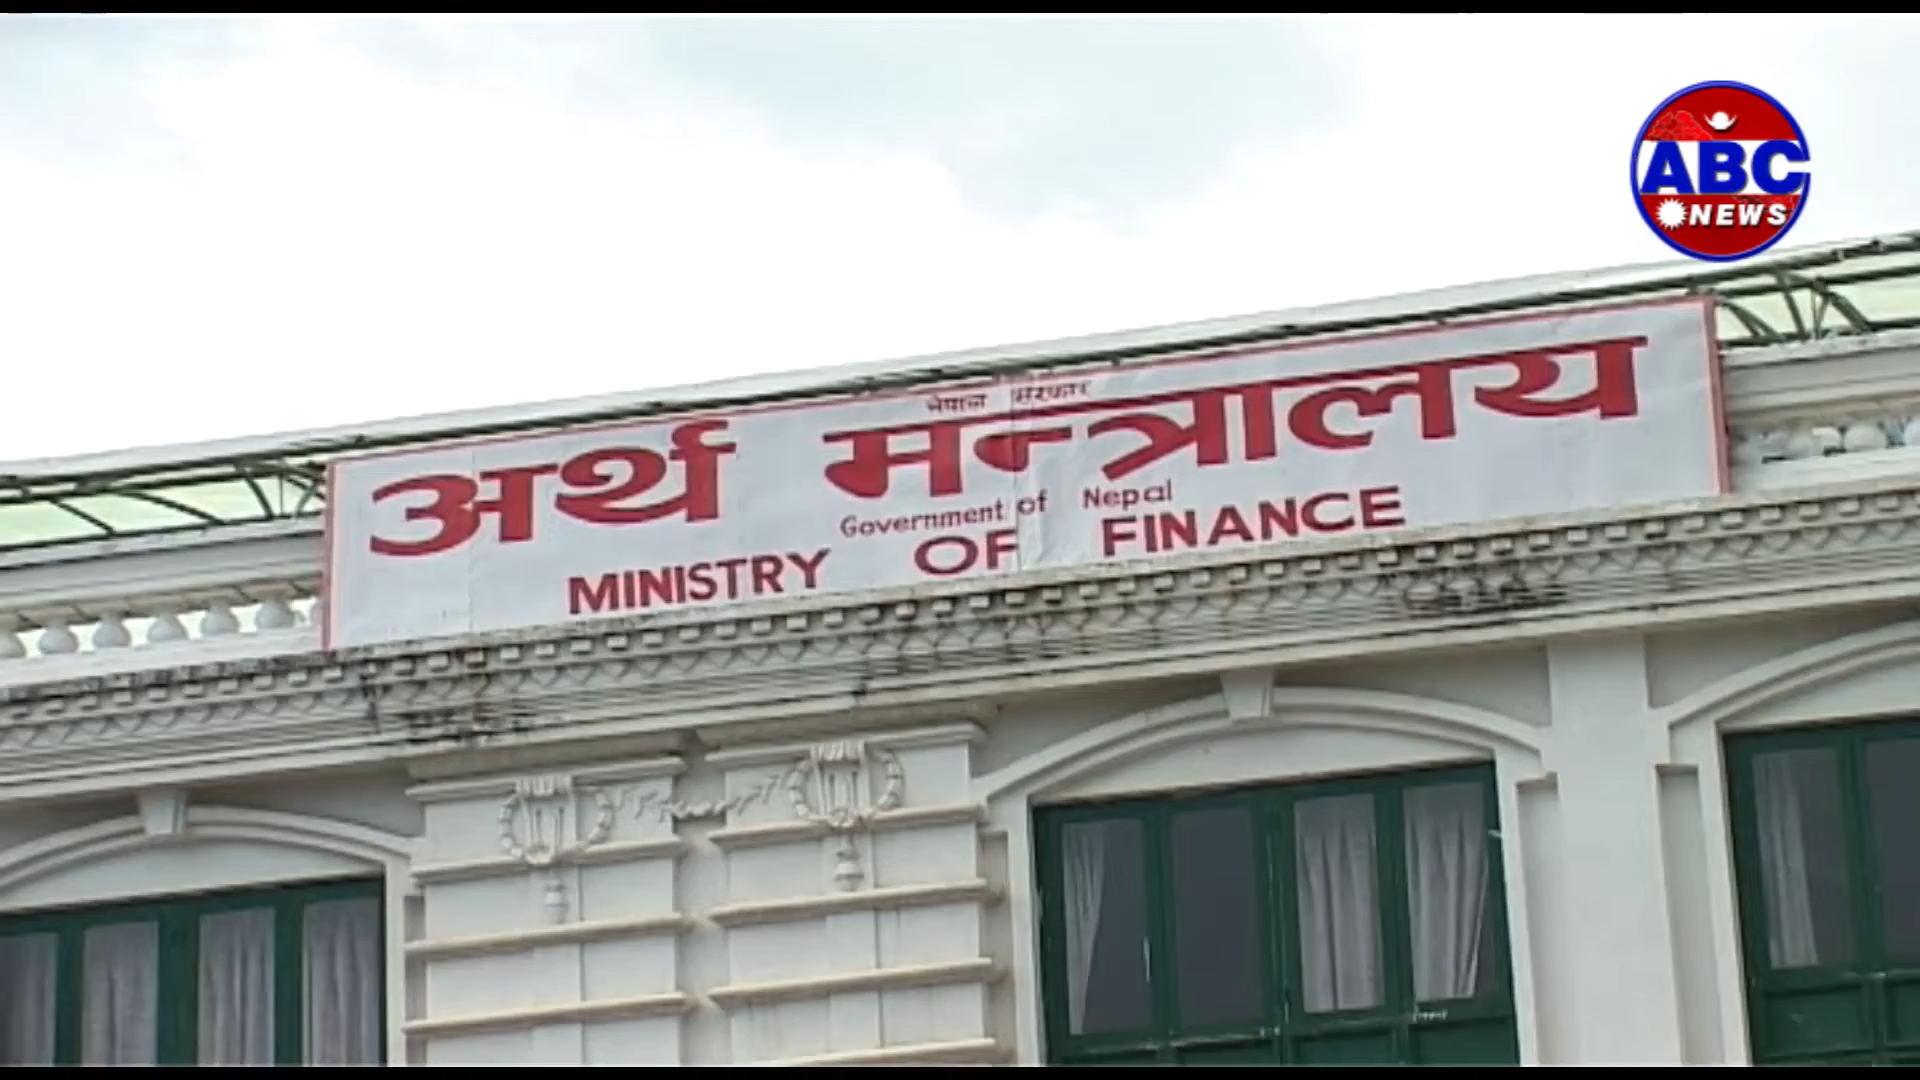 ABC
NEWS
नेपाल सरकार
अर्थ मन्त्रालय
Government of Nepal
MINISTRY OF FINANCE